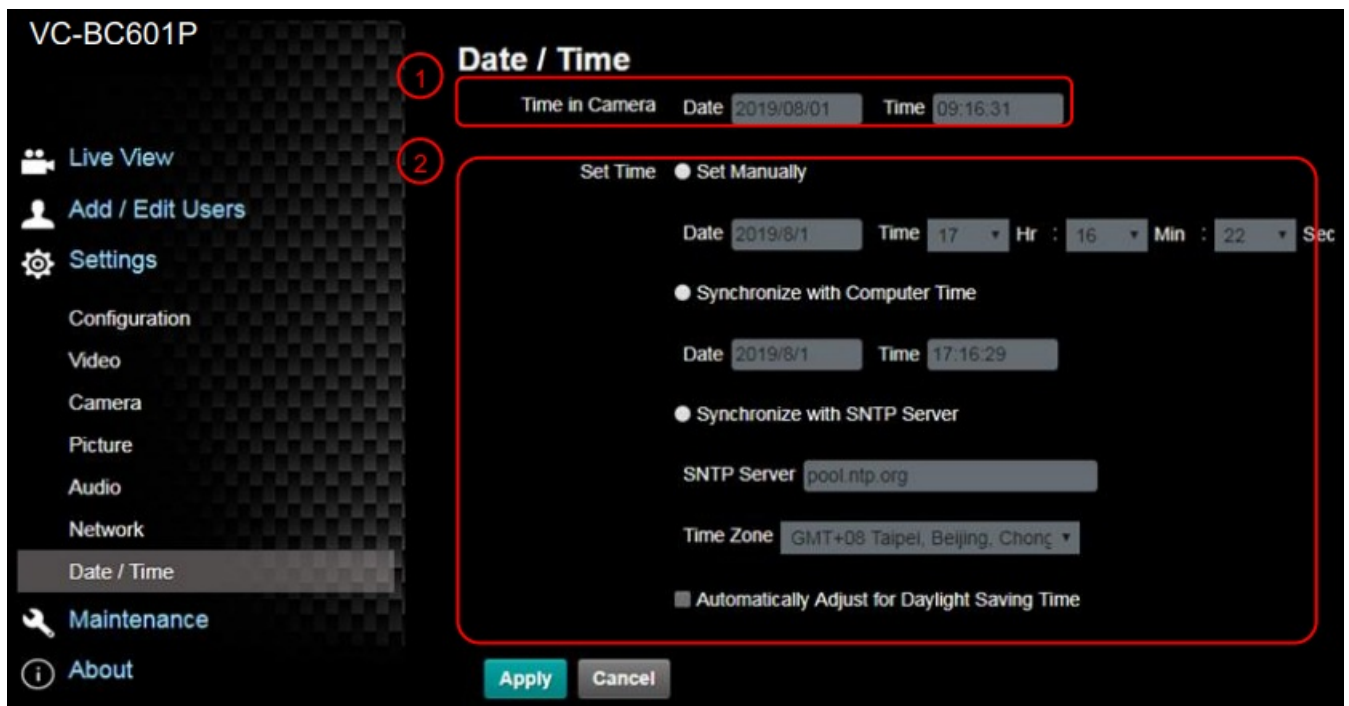 VC-BC601P
Live View
Add / Edit Users
Settings
Configuration
Video
Camera
Picture
Audio
Network
Date / Time
Maintenance
About
Date / Time
1
Time in Camera Date 2019/08/01 Time 09:16:31
2
Set Time Set Manually
Date 2019/8/1 Time 17 Hr : 16 Min : 22 Sec
Synchronize with Computer Time
Date 2019/8/1 Time 17:16:29
Synchronize with SNTP Server
SNTP Server pool.ntp.org
Time Zone GMT+08 Taipei, Beijing, Chong
Automatically Adjust for Daylight Saving Time
Apply Cancel